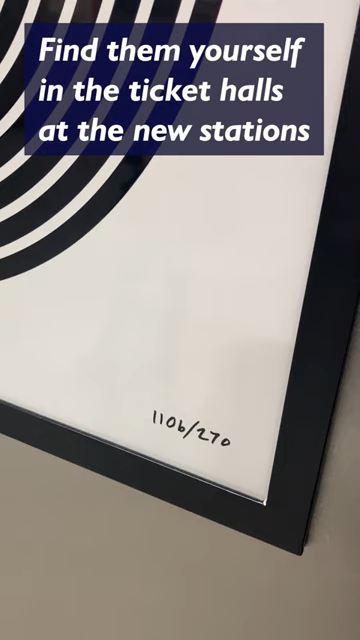 Find them yourself
in the ticket halls
at the new stations
1106/270